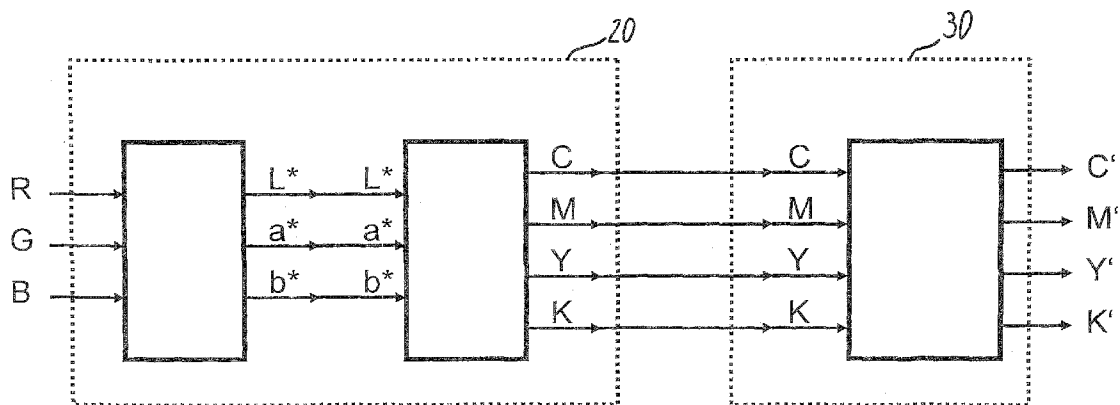 20
30
C C C‘
R L* L* M M M‘
G a* a* Y Y Y‘
B b* b* K K K‘